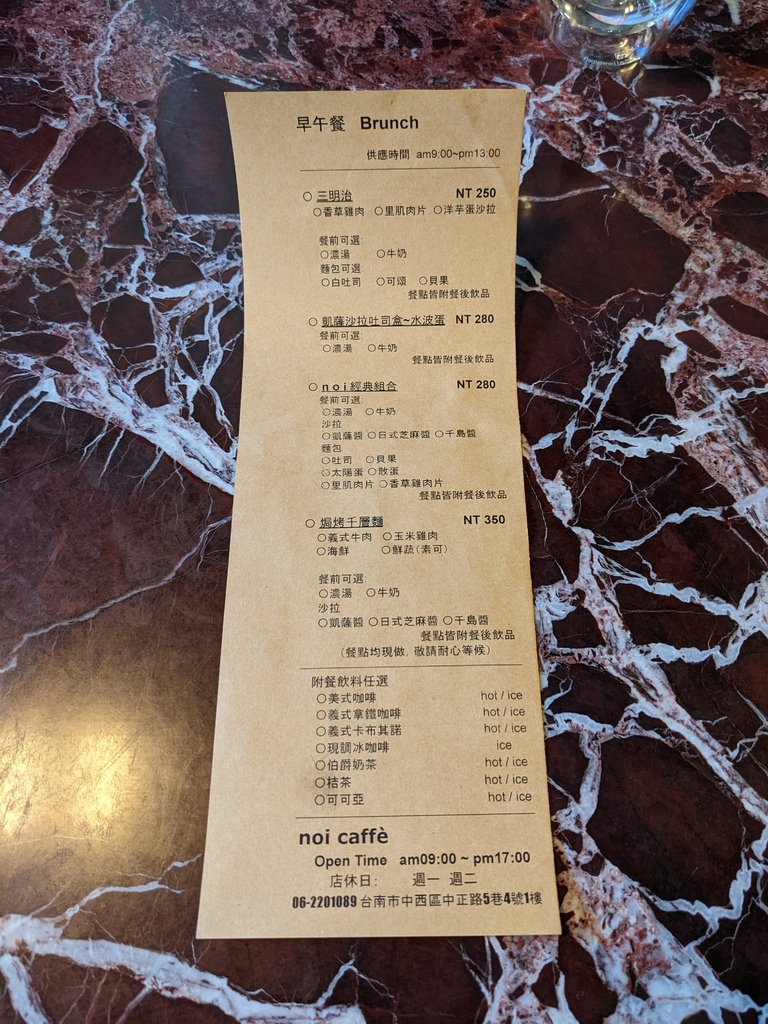 早午餐 Brunch
供應時間 am9:00~pm13:00
○三明治 NT 250
○香草雞肉 ○里肌肉片 ○洋芋蛋沙拉
餐前可選:
○濃湯 ○牛奶
麵包可選
○白吐司 ○可頌 ○貝果
餐點皆附餐後飲品
○凱薩沙拉吐司盒~水波蛋 NT 280
餐前可選:
○濃湯 ○牛奶
餐點皆附餐後飲品
○noi經典組合 NT 280
餐前可選:
○濃湯 ○牛奶
沙拉
○凱薩醬 ○日式芝麻醬 ○千島醬
麵包
○吐司 ○貝果
○太陽蛋 ○散蛋
○里肌肉片 ○香草雞肉片
餐點皆附餐後飲品
○焗烤千層麵 NT 350
○義式牛肉 ○玉米雞肉
○海鮮 ○鮮蔬(素可)
餐前可選:
○濃湯 ○牛奶
沙拉
○凱薩醬 ○日式芝麻醬 ○千島醬
餐點皆附餐後飲品
(餐點均現做, 敬請耐心等候)
附餐飲料任選
○美式咖啡 hot / ice
○義式拿鐵咖啡 hot / ice
○義式卡布其諾 hot / ice
○現調冰咖啡 ice
○伯爵奶茶 hot / ice
○桔茶 hot / ice
○可可亞 hot / ice
noi caffè
Open Time am09:00 ~ pm17:00
店休日: 週一 週二
06-2201089 台南市中西區中正路5巷4號1樓